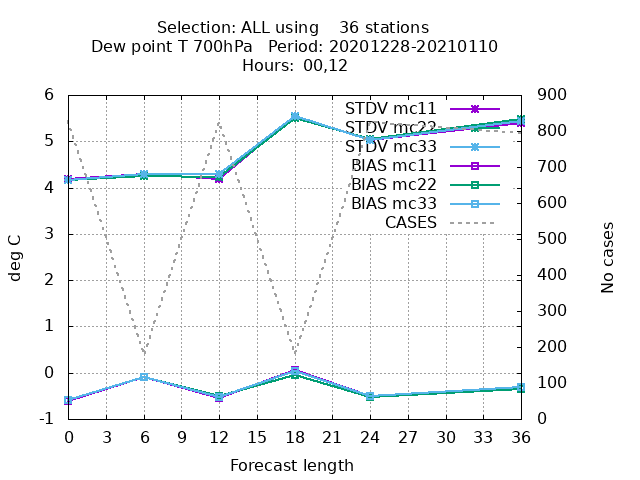 Selection: ALL using    36 stations
Dew point T 700hPa   Period: 20201228-20210110
Hours: 00,12
6
5
4
3
2
1
0
-1
deg C
900
800
700
600
500
400
300
200
100
0
No cases
STDV mc11
STDV mc22
STDV mc33
BIAS mc11
BIAS mc22
BIAS mc33
CASES
0 3 6 9 12 15 18 21 24 27 30 33 36
Forecast length